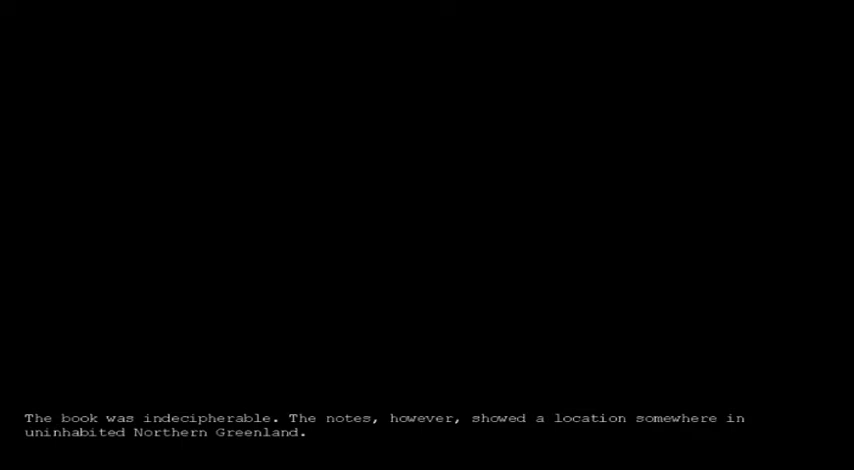 The book was indecipherable. The notes, however, showed a location somewhere in
uninhabited Northern Greenland.